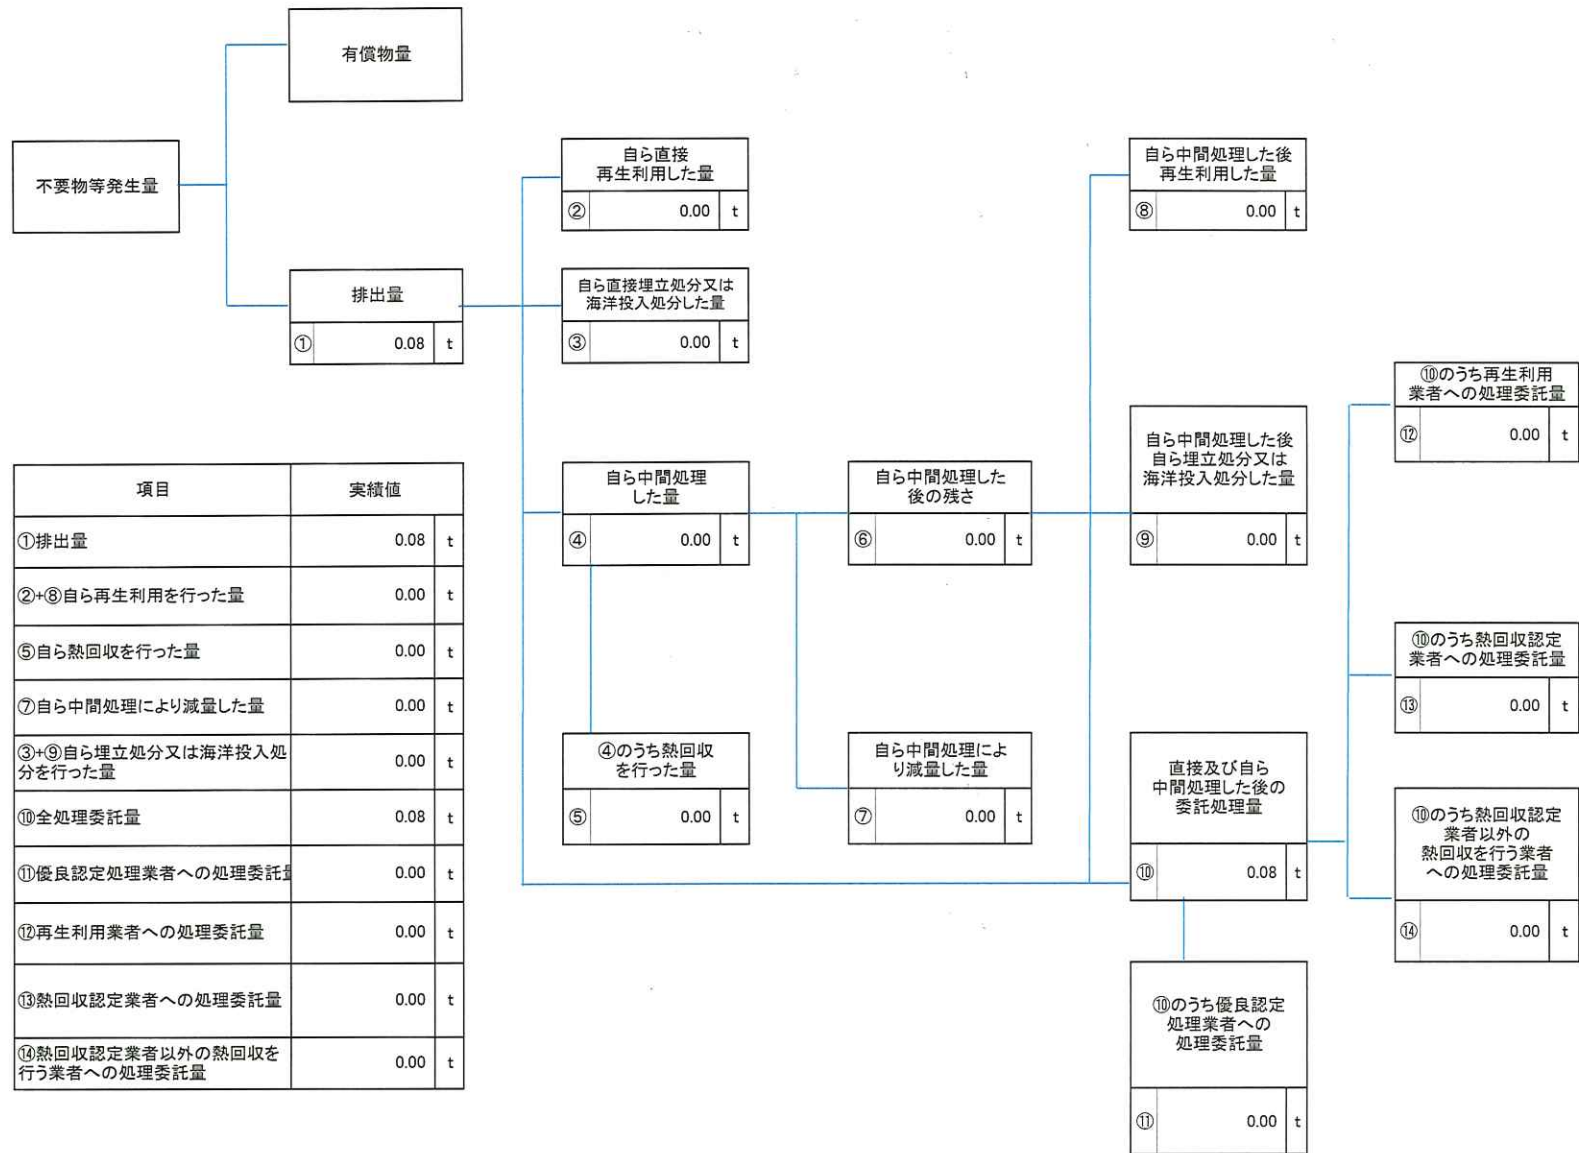 有償物量
不要物等発生量
排出量
① 0.08 t
自ら直接
再生利用した量
② 0.00 t
自ら直接埋立処分又は
海洋投入処分した量
③ 0.00 t
自ら中間処理
した量
④ 0.00 t
④のうち熱回収
を行った量
⑤ 0.00 t
自ら中間処理した
後の残さ
⑥ 0.00 t
自ら中間処理によ
り減量した量
⑦ 0.00 t
自ら中間処理した後
再生利用した量
⑧ 0.00 t
自ら中間処理した後
自ら埋立処分又は
海洋投入処分した量
⑨ 0.00 t
直接及び自ら
中間処理した後の
委託処理量
⑩ 0.08 t
⑩のうち優良認定
処理業者への
処理委託量
⑪ 0.00 t
⑩のうち再生利用
業者への処理委託量
⑫ 0.00 t
⑩のうち熱回収認定
業者への処理委託量
⑬ 0.00 t
⑩のうち熱回収認定
業者以外の
熱回収を行う業者
への処理委託量
⑭ 0.00 t
項目 実績値
①排出量 0.08 t
②+⑧自ら再生利用を行った量 0.00 t
⑤自ら熱回収を行った量 0.00 t
⑦自ら中間処理により減量した量 0.00 t
③+⑨自ら埋立処分又は海洋投入処
分を行った量 0.00 t
⑩全処理委託量 0.08 t
⑪優良認定処理業者への処理委託量 0.00 t
⑫再生利用業者への処理委託量 0.00 t
⑬熱回収認定業者への処理委託量 0.00 t
⑭熱回収認定業者以外の熱回収を
行う業者への処理委託量 0.00 t